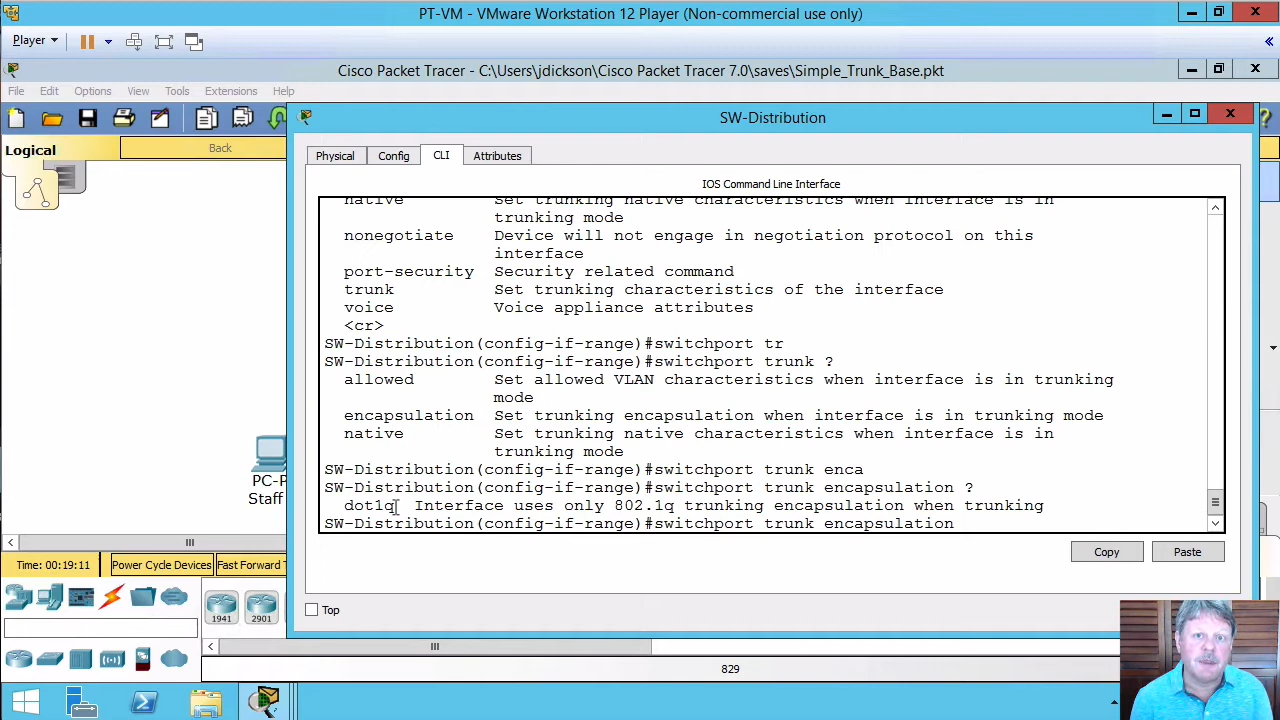 PT-VM - VMware Workstation 12 Player (Non-commercial use only)
Player
Cisco Packet Tracer - C:\Users\jdickson\Cisco Packet Tracer 7.0\saves\Simple_Trunk_Base.pkt
File Edit Options View Tools Extensions Help
SW-Distribution
Logical
Back
Physical Config CLI Attributes
IOS Command Line Interface
native Set trunking native characteristics when interface is in
trunking mode
nonegotiate Device will not engage in negotiation protocol on this
interface
port-security Security related command
trunk Set trunking characteristics of the interface
voice Voice appliance attributes
<cr>
SW-Distribution(config-if-range)#switchport tr
SW-Distribution(config-if-range)#switchport trunk ?
allowed Set allowed VLAN characteristics when interface is in trunking
mode
encapsulation Set trunking encapsulation when interface is in trunking mode
native Set trunking native characteristics when interface is in
trunking mode
SW-Distribution(config-if-range)#switchport trunk enca
SW-Distribution(config-if-range)#switchport trunk encapsulation ?
dot1q Interface uses only 802.1q trunking encapsulation when trunking
SW-Distribution(config-if-range)#switchport trunk encapsulation
PC-P
Staff
Copy Paste
Time: 00:19:11 Power Cycle Devices Fast Forward T
1941 2901
Top
829